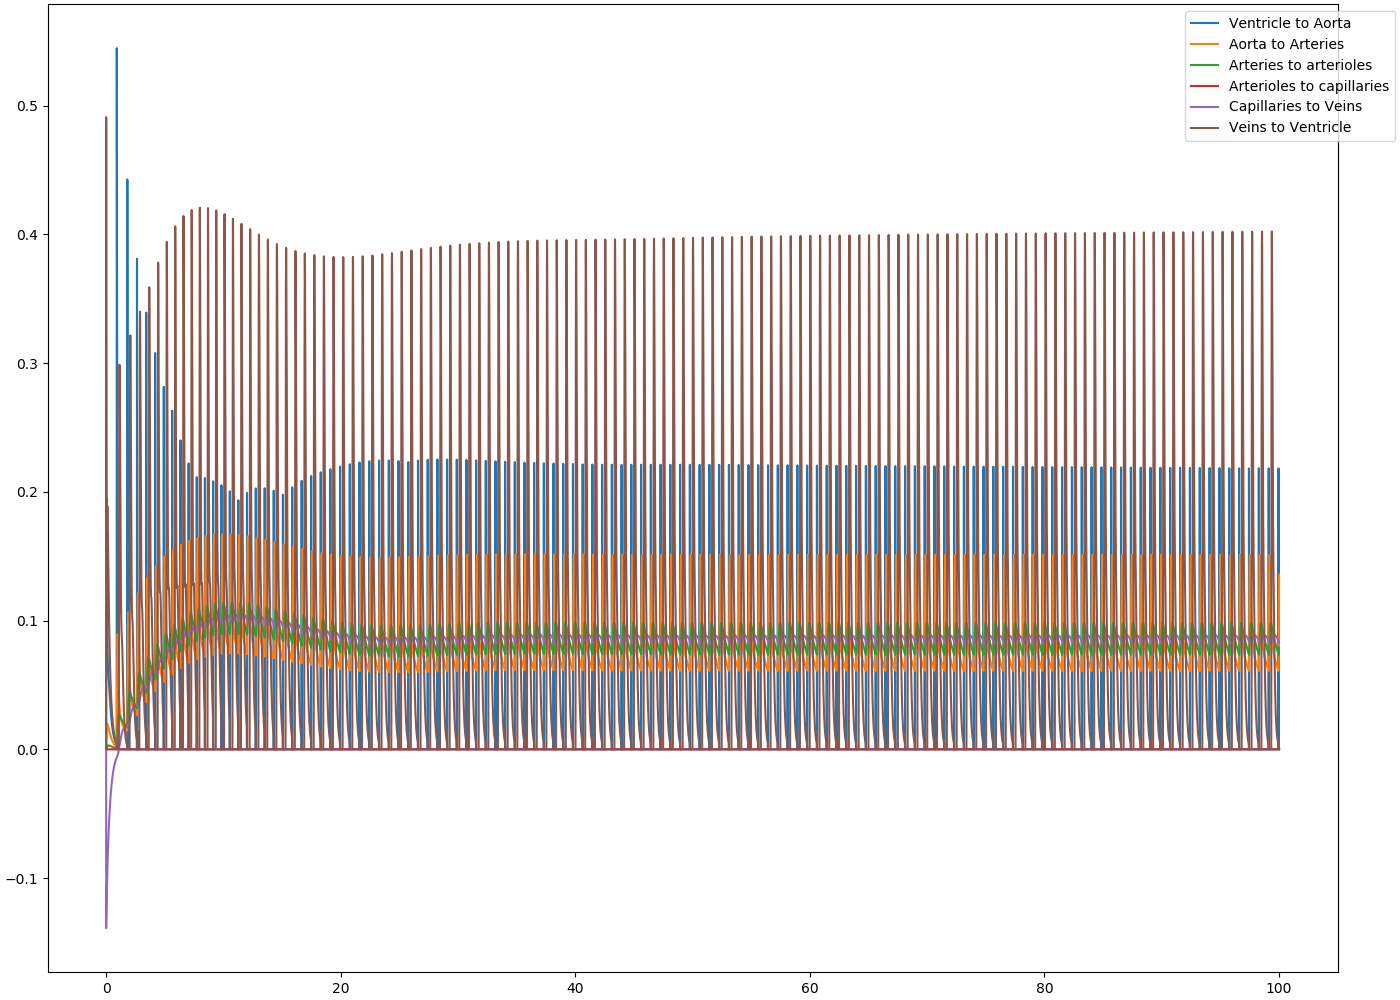 Ventricle to Aorta
Aorta to Arteries
Arteries to arterioles
Arterioles to capillaries
Capillaries to Veins
Veins to Ventricle
0.5
0.4
0.3
0.2
0.1
0.0
−0.1
0 20 40 60 80 100